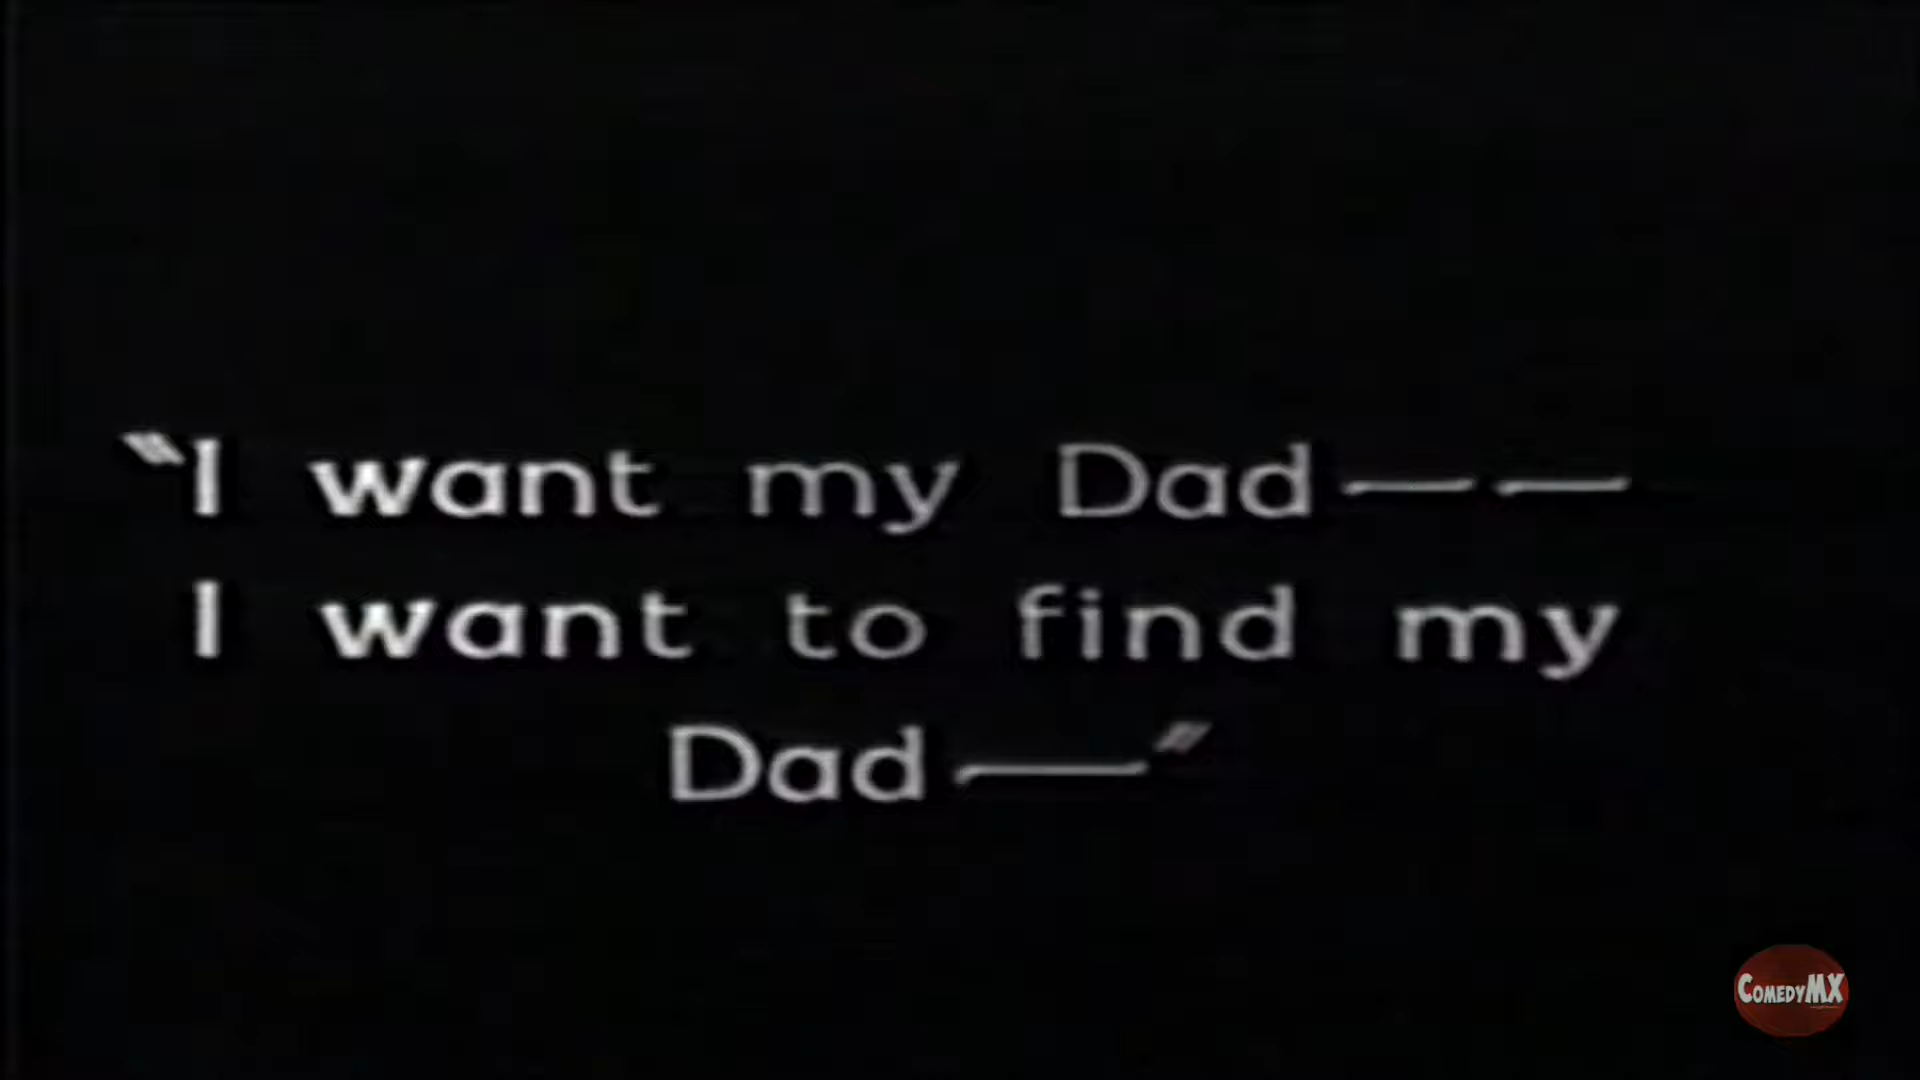 “I want my Dad——
I want to find my
Dad—”
COMEDYMX